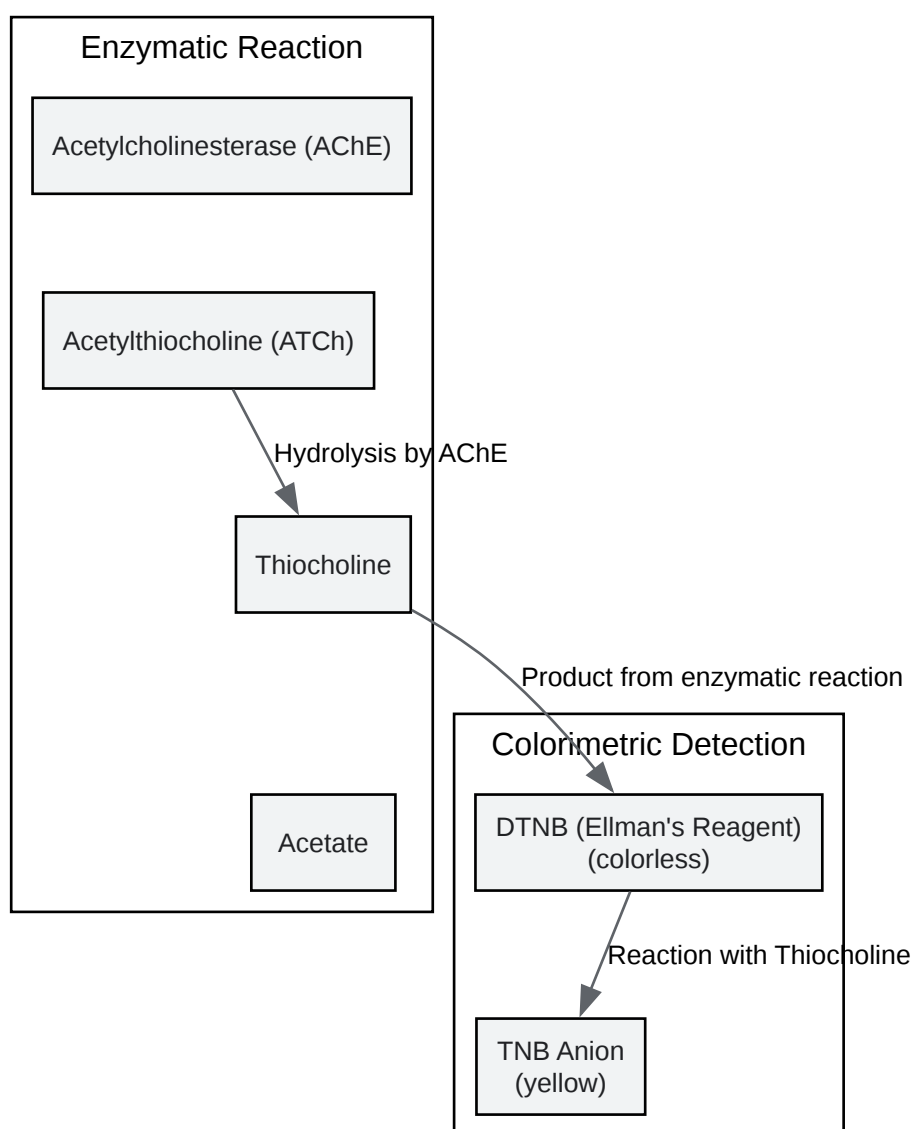 Enzymatic Reaction
Acetylcholinesterase (AChE)
Acetylthiocholine (ATCh)
Hydrolysis by AChE
Thiocholine
Product from enzymatic reaction
Colorimetric Detection
DTNB (Ellman's Reagent)
(colorless)
Acetate
Reaction with Thiocholine
TNB Anion
(yellow)